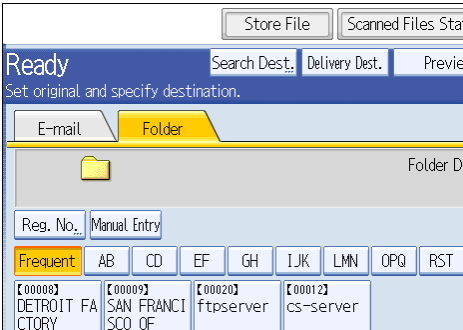 Store File Scanned Files Sta
Ready Search Dest. Delivery Dest. Previe
Set original and specify destination.
E-mail Folder
Folder D
Reg. No. Manual Entry
Frequent AB CD EF GH IJK LMN OPQ RST
【00008】 【00009】 【00020】 【00012】
DETROIT FA SAN FRANCI ftpserver cs-server
CTORY SCO OF